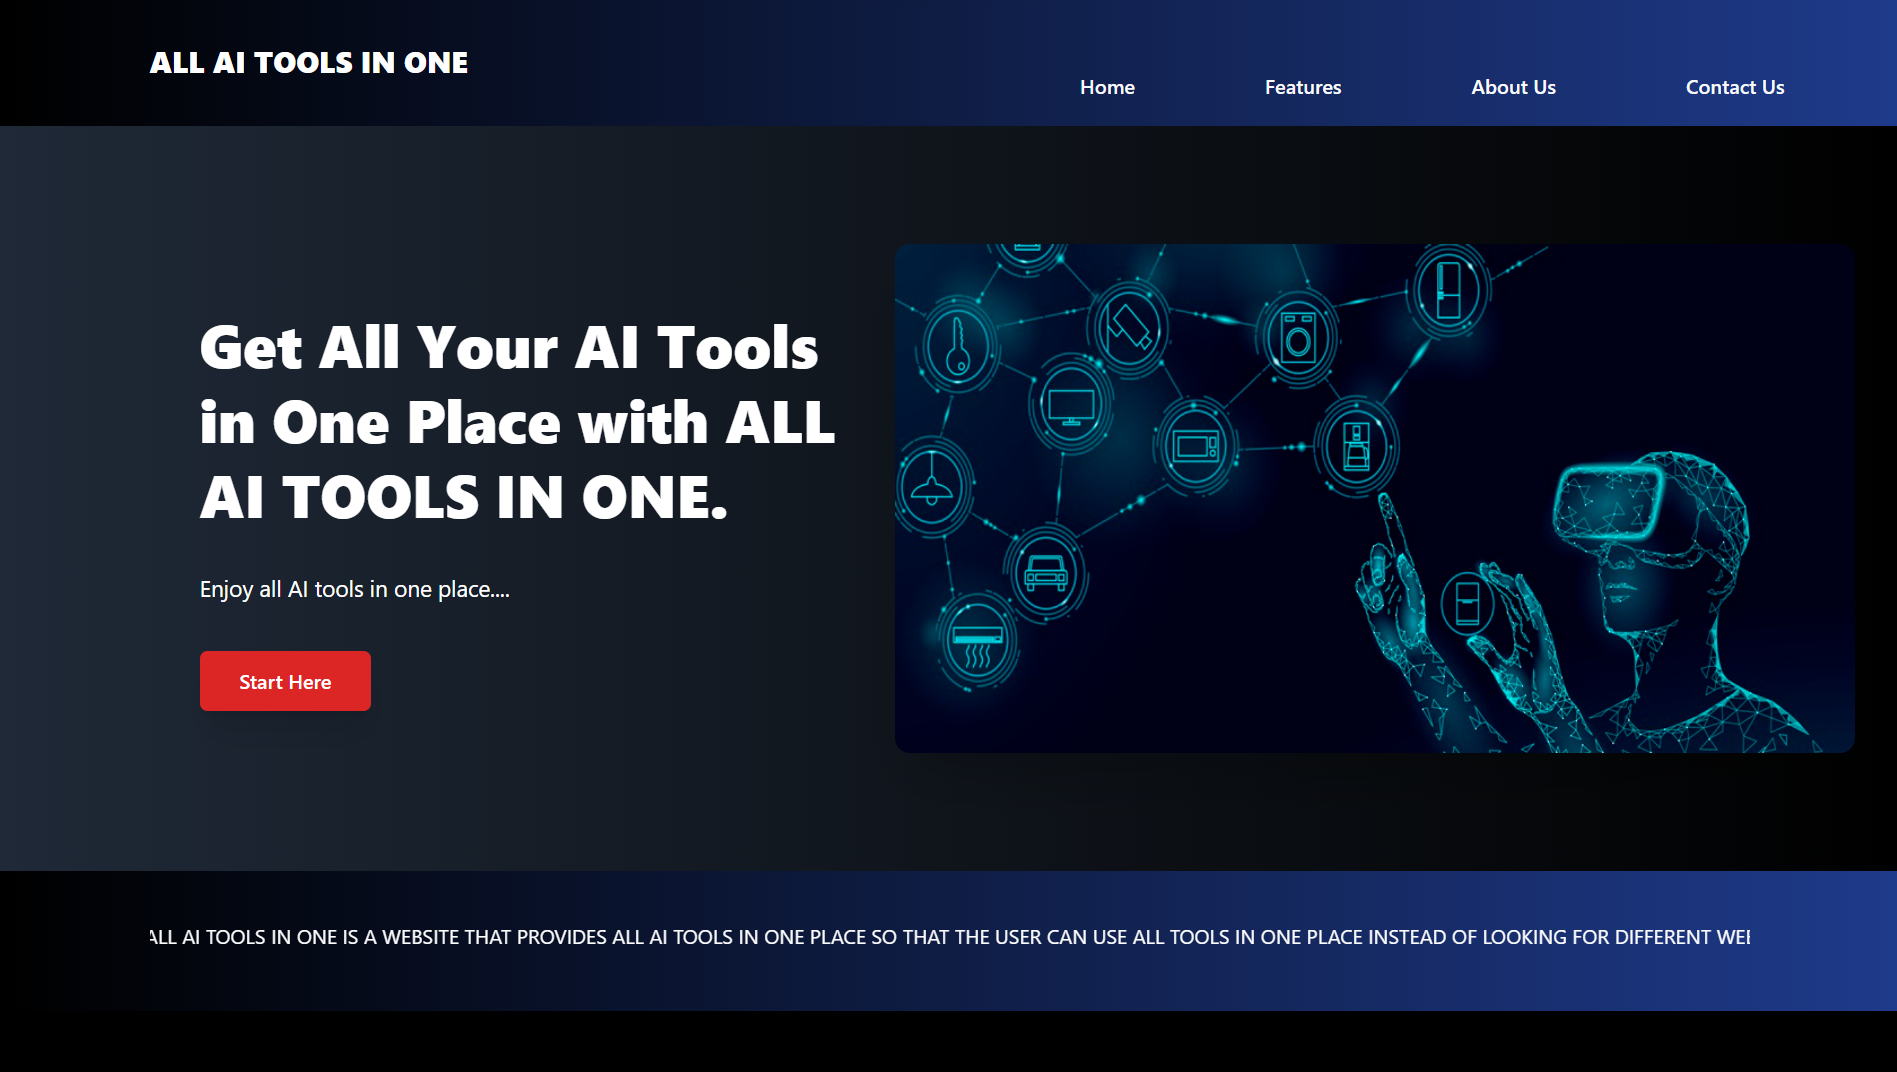 ALL AI TOOLS IN ONE
Home
Features
About Us
Contact Us
Get All Your AI Tools
in One Place with ALL
AI TOOLS IN ONE.
Enjoy all AI tools in one place....
Start Here
ALL AI TOOLS IN ONE IS A WEBSITE THAT PROVIDES ALL AI TOOLS IN ONE PLACE SO THAT THE USER CAN USE ALL TOOLS IN ONE PLACE INSTEAD OF LOOKING FOR DIFFERENT